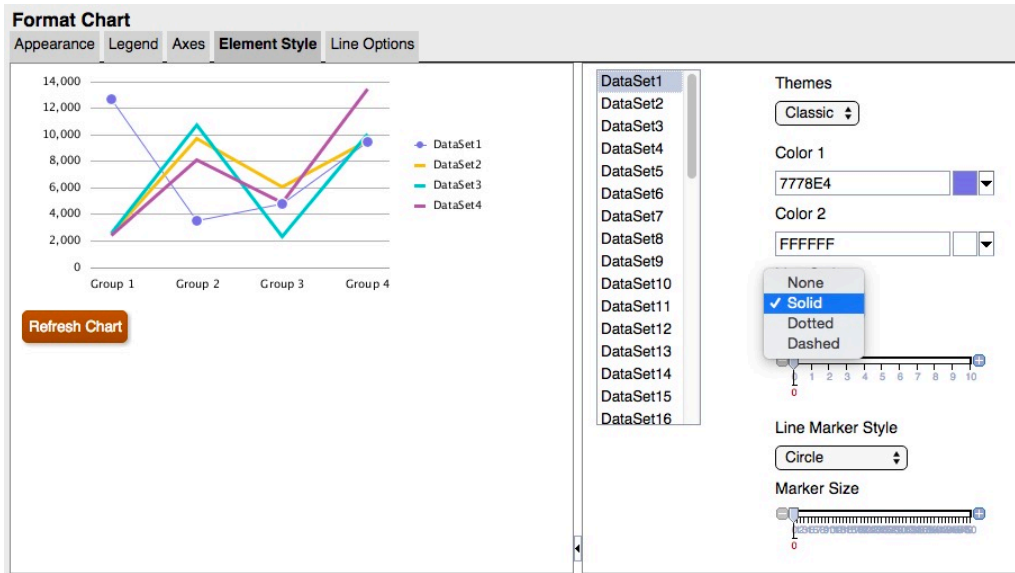 Format Chart
Appearance Legend Axes Element Style Line Options
14,000
12,000
10,000
8,000
6,000
4,000
2,000
0
Group 1 Group 2 Group 3 Group 4
DataSet1
DataSet2
DataSet3
DataSet4
Refresh Chart
DataSet1
DataSet2
DataSet3
DataSet4
DataSet5
DataSet6
DataSet7
DataSet8
DataSet9
DataSet10
DataSet11
DataSet12
DataSet13
DataSet14
DataSet15
DataSet16
Themes
Classic
Color 1
7778E4
Color 2
FFFFFF
None
✓ Solid
Dotted
Dashed
0 1 2 3 4 5 6 7 8 9 10
0
Line Marker Style
Circle
Marker Size
0